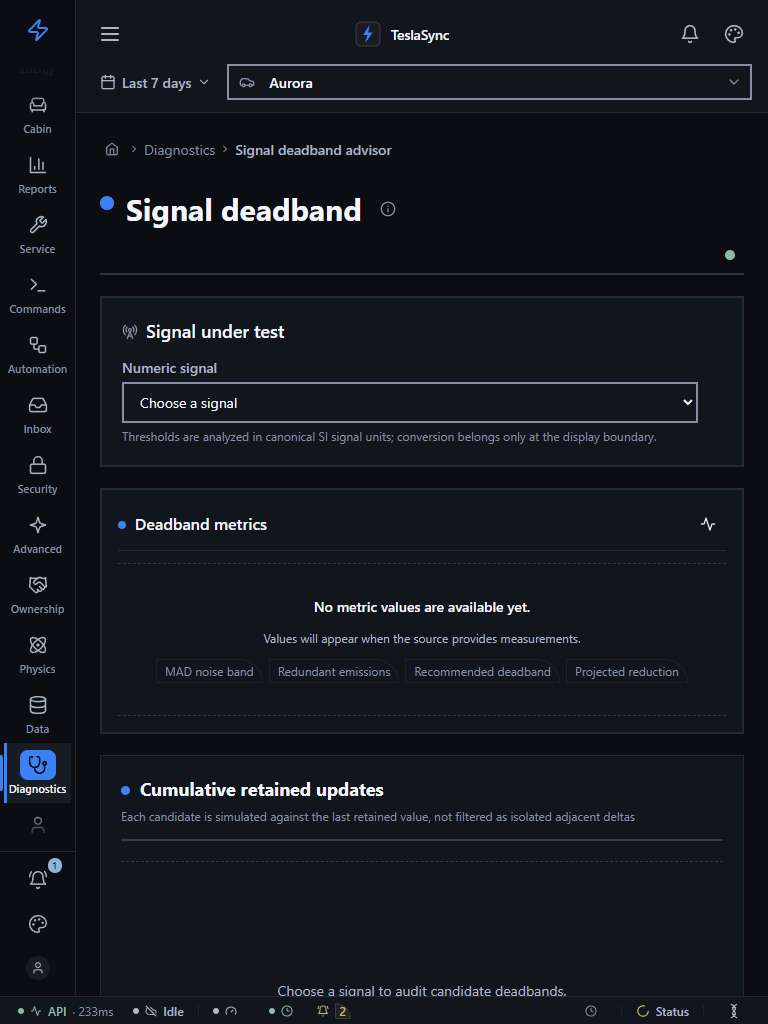 TeslaSync
Last 7 days
Aurora
Energy
Cabin
Reports
Service
Commands
Automation
Inbox
Security
Advanced
Ownership
Physics
Data
Diagnostics
1
Diagnostics
Signal deadband advisor
Signal deadband
Signal under test
Numeric signal
Choose a signal
Thresholds are analyzed in canonical SI signal units; conversion belongs only at the display boundary.
Deadband metrics
No metric values are available yet.
Values will appear when the source provides measurements.
MAD noise band
Redundant emissions
Recommended deadband
Projected reduction
Cumulative retained updates
Each candidate is simulated against the last retained value, not filtered as isolated adjacent deltas
Choose a signal to audit candidate deadbands.
API · 233ms
Idle
2
Status